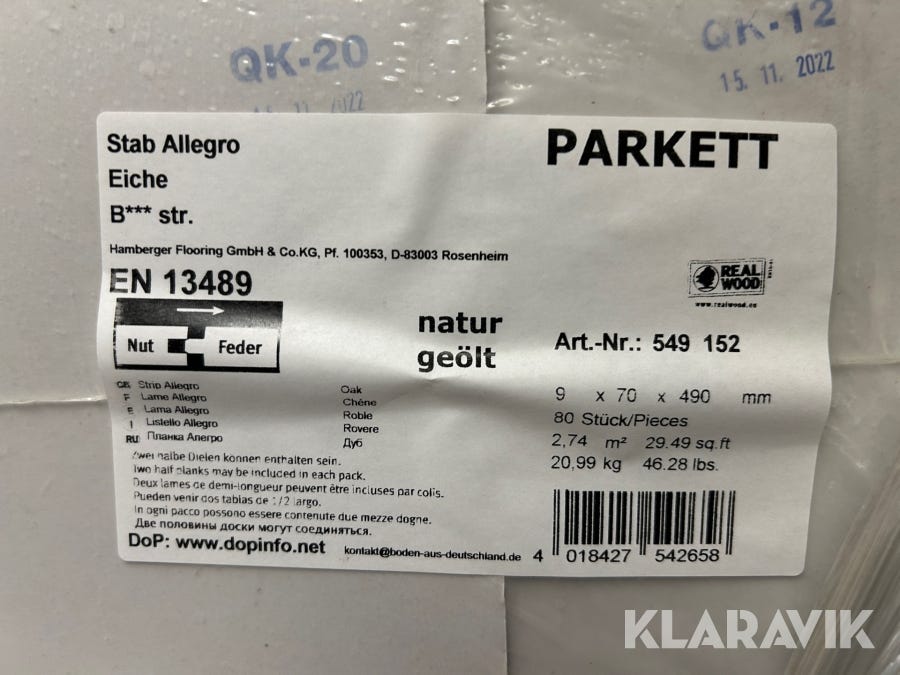 QK-20
QK-12
15. 11. 2022
Stab Allegro
Eiche
B*** str.
PARKETT
Hamberger Flooring GmbH & Co.KG, Pf. 100353, D-83003 Rosenheim
EN 13489
REAL WOOD
www.realwood.eu
Nut Feder
natur
geölt
Art.-Nr.: 549 152
GB Strip Allegro Oak
F Lame Allegro Chêne
E Lama Allegro Roble
I Listello Allegro Rovere
RU Планка Алегро Дуб
9 x 70 x 490 mm
80 Stück/Pieces
2,74 m² 29.49 sq.ft
20,99 kg 46.28 lbs.
Zwei halbe Dielen können enthalten sein.
Two half planks may be included in each pack.
Deux lames de demi-longueur peuvent être incluses par colis.
Pueden venir dos tablas de 1/2 largo.
In ogni pacco possono essere contenute due mezze dogne.
Две половины доски могут соединяться.
DoP: www.dopinfo.net
kontakt@boden-aus-deutschland.de
4 018427 542658
KLARAVIK